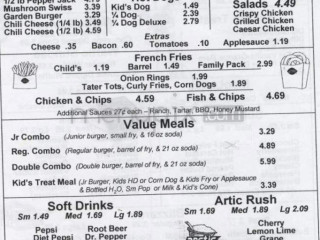 1/2 lb Pepper Jack 4.29
Mushroom Swiss 3.39
Garden Burger 3.39
Chili Cheese (1/4 lb) 3.49
Chili Cheese (1/2 lb) 4.59
Kid's Dog 1.49
¼ Dog 2.29
¼ Dog Deluxe 2.79
Salads 4.49
Crispy Chicken
Grilled Chicken
Caesar Chicken
Extras
Cheese .35 Bacon .60 Tomatoes .10 Applesauce 1.19
French Fries
Child's 1.19 Barrel 1.49 Family Pack 2.99
Onion Rings 1.99
Tater Tots, Curly Fries, Corn Dogs 1.89
Chicken & Chips 4.59 Fish & Chips 4.69
Additional Sauces 27¢ each – Ranch, Tartar, BBQ, Honey Mustard
Value Meals
Jr Combo (Junior burger, small fry, & 16 oz soda) 3.29
Reg. Combo (Regular burger, fry, & 21 oz soda) 4.89
Double Combo (Double burger, fry, & 21 oz soda) 5.99
Kid's Treat Meal (Jr Burger, Kids HD or Corn Dog & Kids Fry or Applesauce 3.99
& Bottled H₂O, Sm Pop or Milk & Kid's Cone)
Soft Drinks
Sm 1.49 Med 1.69 Lg 1.89
Pepsi
Diet Pepsi
Root Beer
Dr. Pepper
Artic Rush
Sm 1.49 Med 1.89 Lg 2.09
Cherry
Lemon Lime
Grape